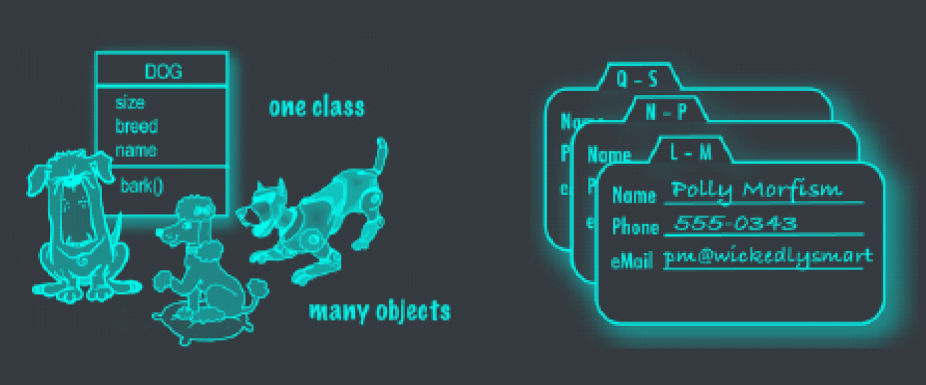 DOG
size
breed
name
bark()
one class
many objects
Q - S
Na
P
e
N - P
Name
P
e
L - M
Name Polly Morfism
Phone 555-0343
eMail pm@wickedlysmart